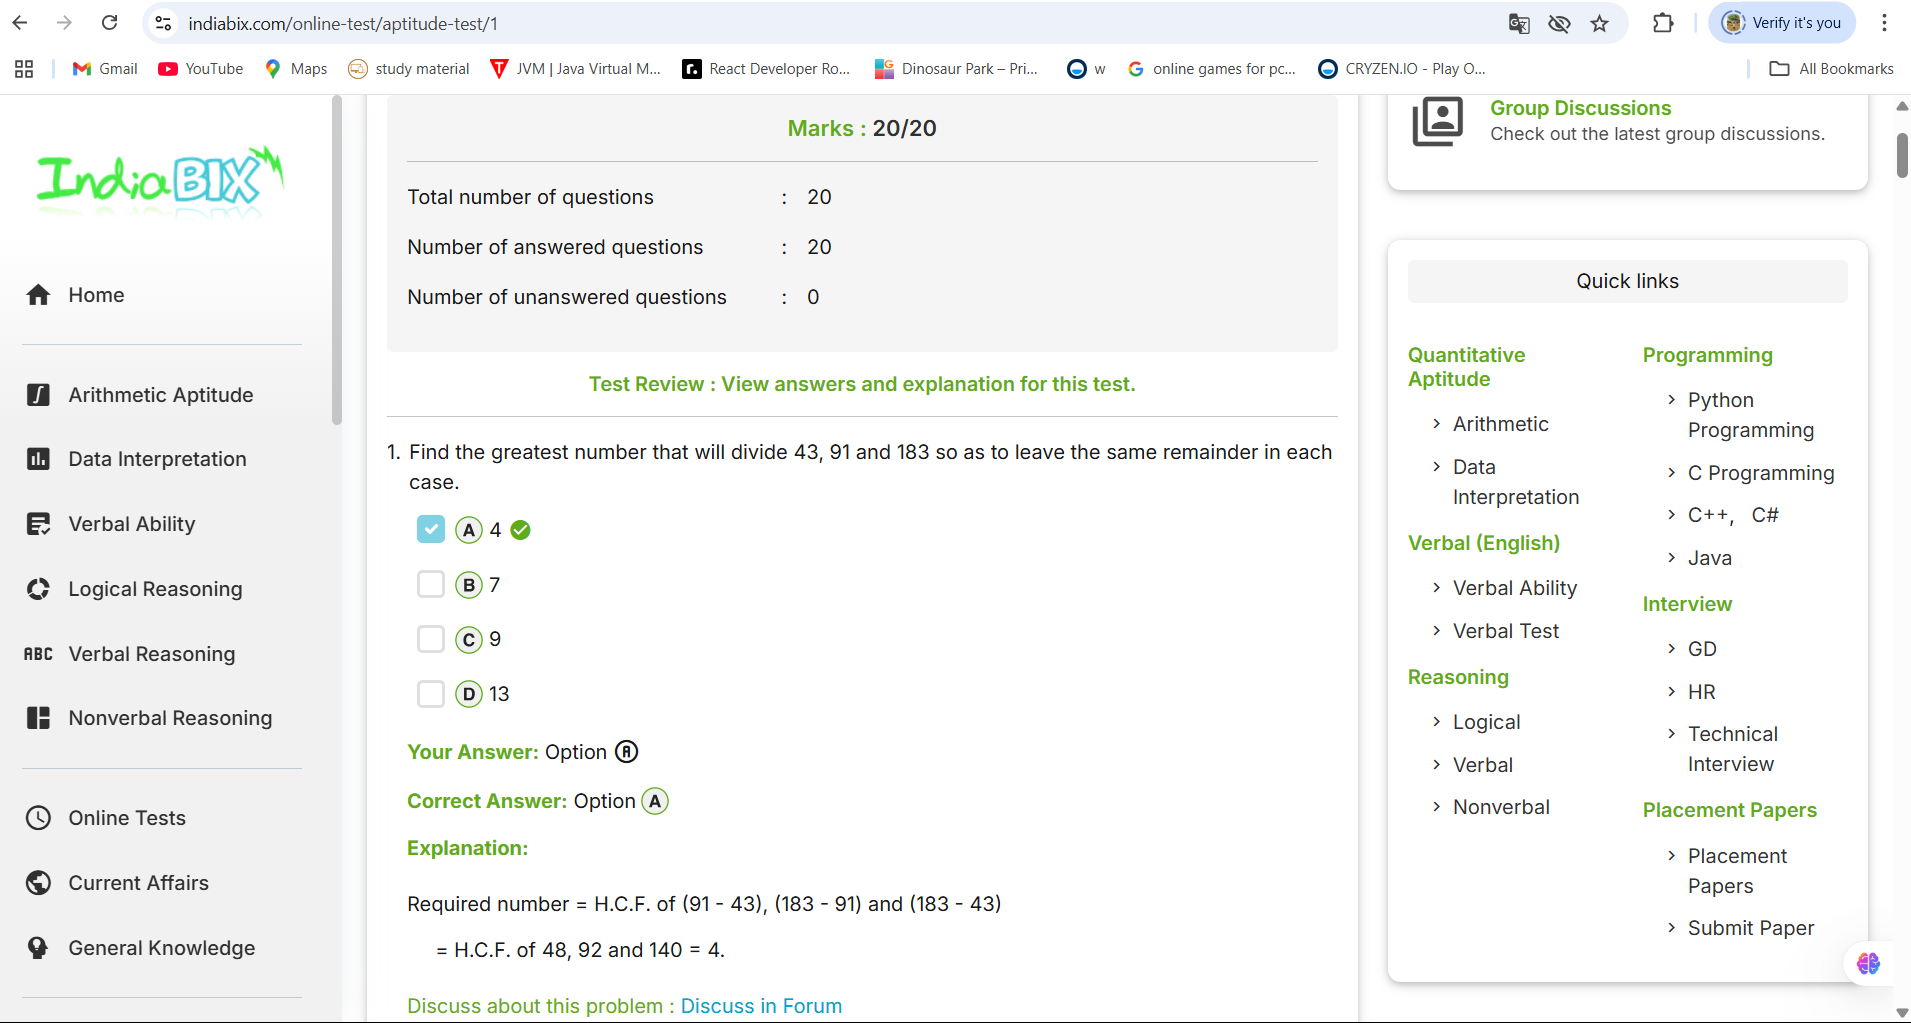 indiabix.com/online-test/aptitude-test/1
Verify it's you
Gmail
YouTube
Maps
study material
JVM | Java Virtual M...
React Developer Ro...
Dinosaur Park – Pri...
w
online games for pc...
CRYZEN.IO - Play O...
All Bookmarks
IndiaBIX
Home
Arithmetic Aptitude
Data Interpretation
Verbal Ability
Logical Reasoning
ABC Verbal Reasoning
Nonverbal Reasoning
Online Tests
Current Affairs
General Knowledge
Marks : 20/20
Total number of questions : 20
Number of answered questions : 20
Number of unanswered questions : 0
Test Review : View answers and explanation for this test.
1. Find the greatest number that will divide 43, 91 and 183 so as to leave the same remainder in each
case.
A 4
B 7
C 9
D 13
Your Answer: Option A
Correct Answer: Option A
Explanation:
Required number = H.C.F. of (91 - 43), (183 - 91) and (183 - 43)
= H.C.F. of 48, 92 and 140 = 4.
Discuss about this problem : Discuss in Forum
Group Discussions
Check out the latest group discussions.
Quick links
Quantitative
Aptitude
Arithmetic
Data
Interpretation
Verbal (English)
Verbal Ability
Verbal Test
Reasoning
Logical
Verbal
Nonverbal
Programming
Python
Programming
C Programming
C++, C#
Java
Interview
GD
HR
Technical
Interview
Placement Papers
Placement
Papers
Submit Paper